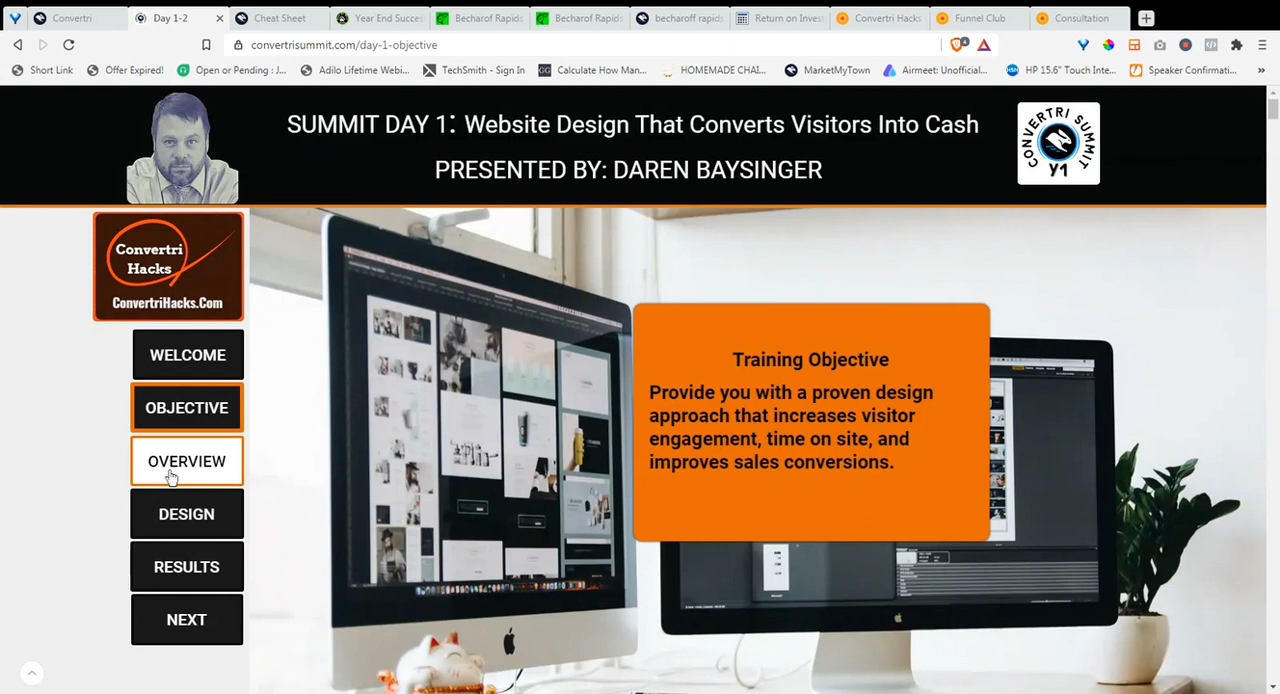 Convertri
Day 1-2
Cheat Sheet
Year End Succes
Becharof Rapids
Becharof Rapids
becharoff rapids
Return on Invest
Convertri Hacks
Funnel Club
Consultation
convertrisummit.com/day-1-objective
Short Link
Offer Expired!
Open or Pending : J...
Adilo Lifetime Webi...
TechSmith - Sign In
Calculate How Man...
HOMEMADE CHAI...
MarketMyTown
Airmeet: Unofficial...
HP 15.6" Touch Inte...
Speaker Confirmati...
SUMMIT DAY 1: Website Design That Converts Visitors Into Cash
PRESENTED BY: DAREN BAYSINGER
CONVERTRI SUMMIT
Y1
Convertri
Hacks
ConvertriHacks.Com
WELCOME
OBJECTIVE
OVERVIEW
DESIGN
RESULTS
NEXT
Training Objective
Provide you with a proven design
approach that increases visitor
engagement, time on site, and
improves sales conversions.